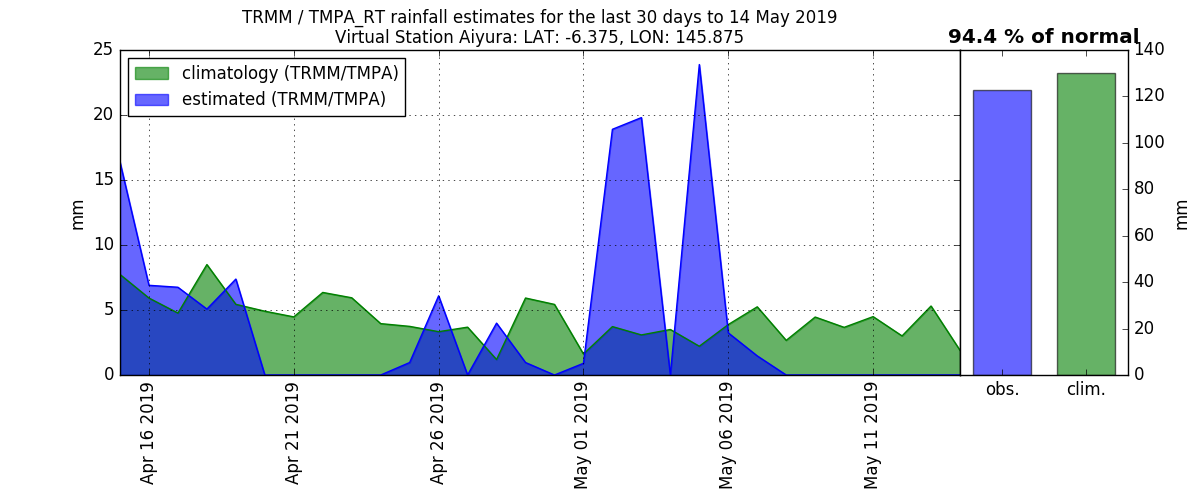 TRMM / TMPA_RT rainfall estimates for the last 30 days to 14 May 2019
Virtual Station Aiyura: LAT: -6.375, LON: 145.875
94.4 % of normal
climatology (TRMM/TMPA)
estimated (TRMM/TMPA)
25
20
15
10
5
0
mm
Apr 16 2019
Apr 21 2019
Apr 26 2019
May 01 2019
May 06 2019
May 11 2019
140
120
100
80
60
40
20
0
mm
obs.
clim.